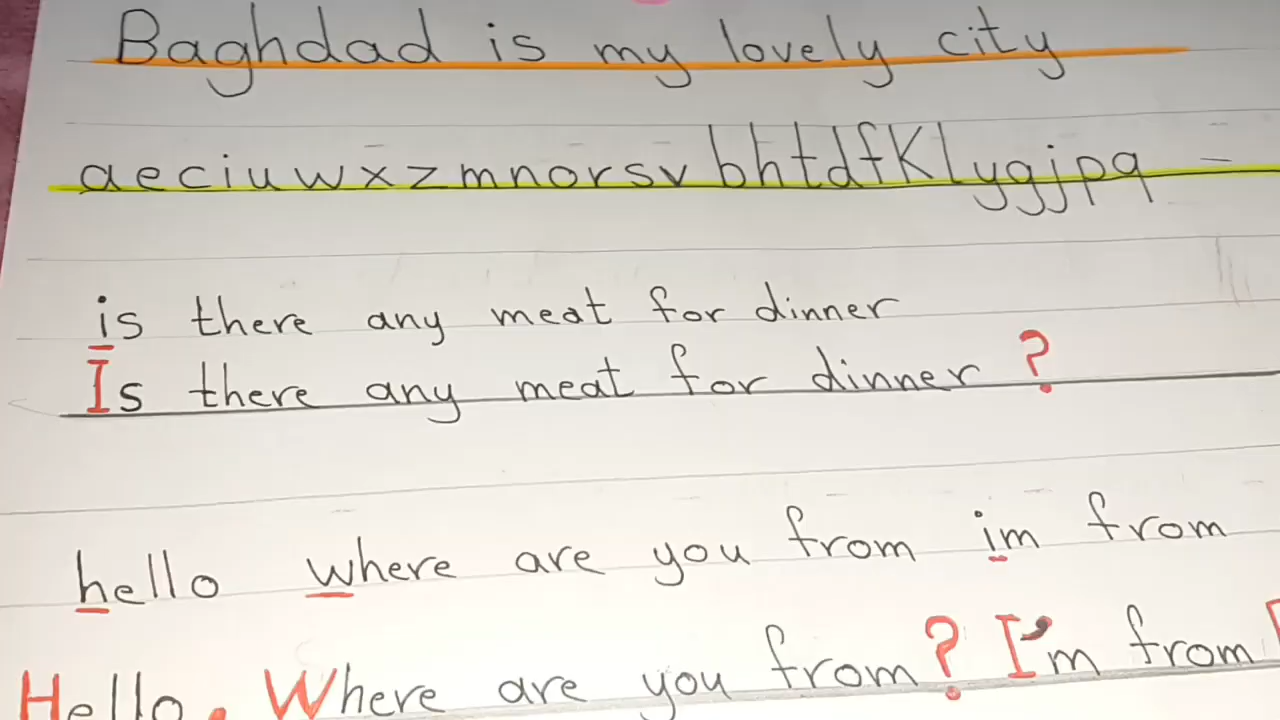 Baghdad is my lovely city
aeciuwxzmnorsvbhtdfKlygjpq
is there any meat for dinner
Is there any meat for dinner ?
hello where are you from im from
Hello. Where are you from? I'm from